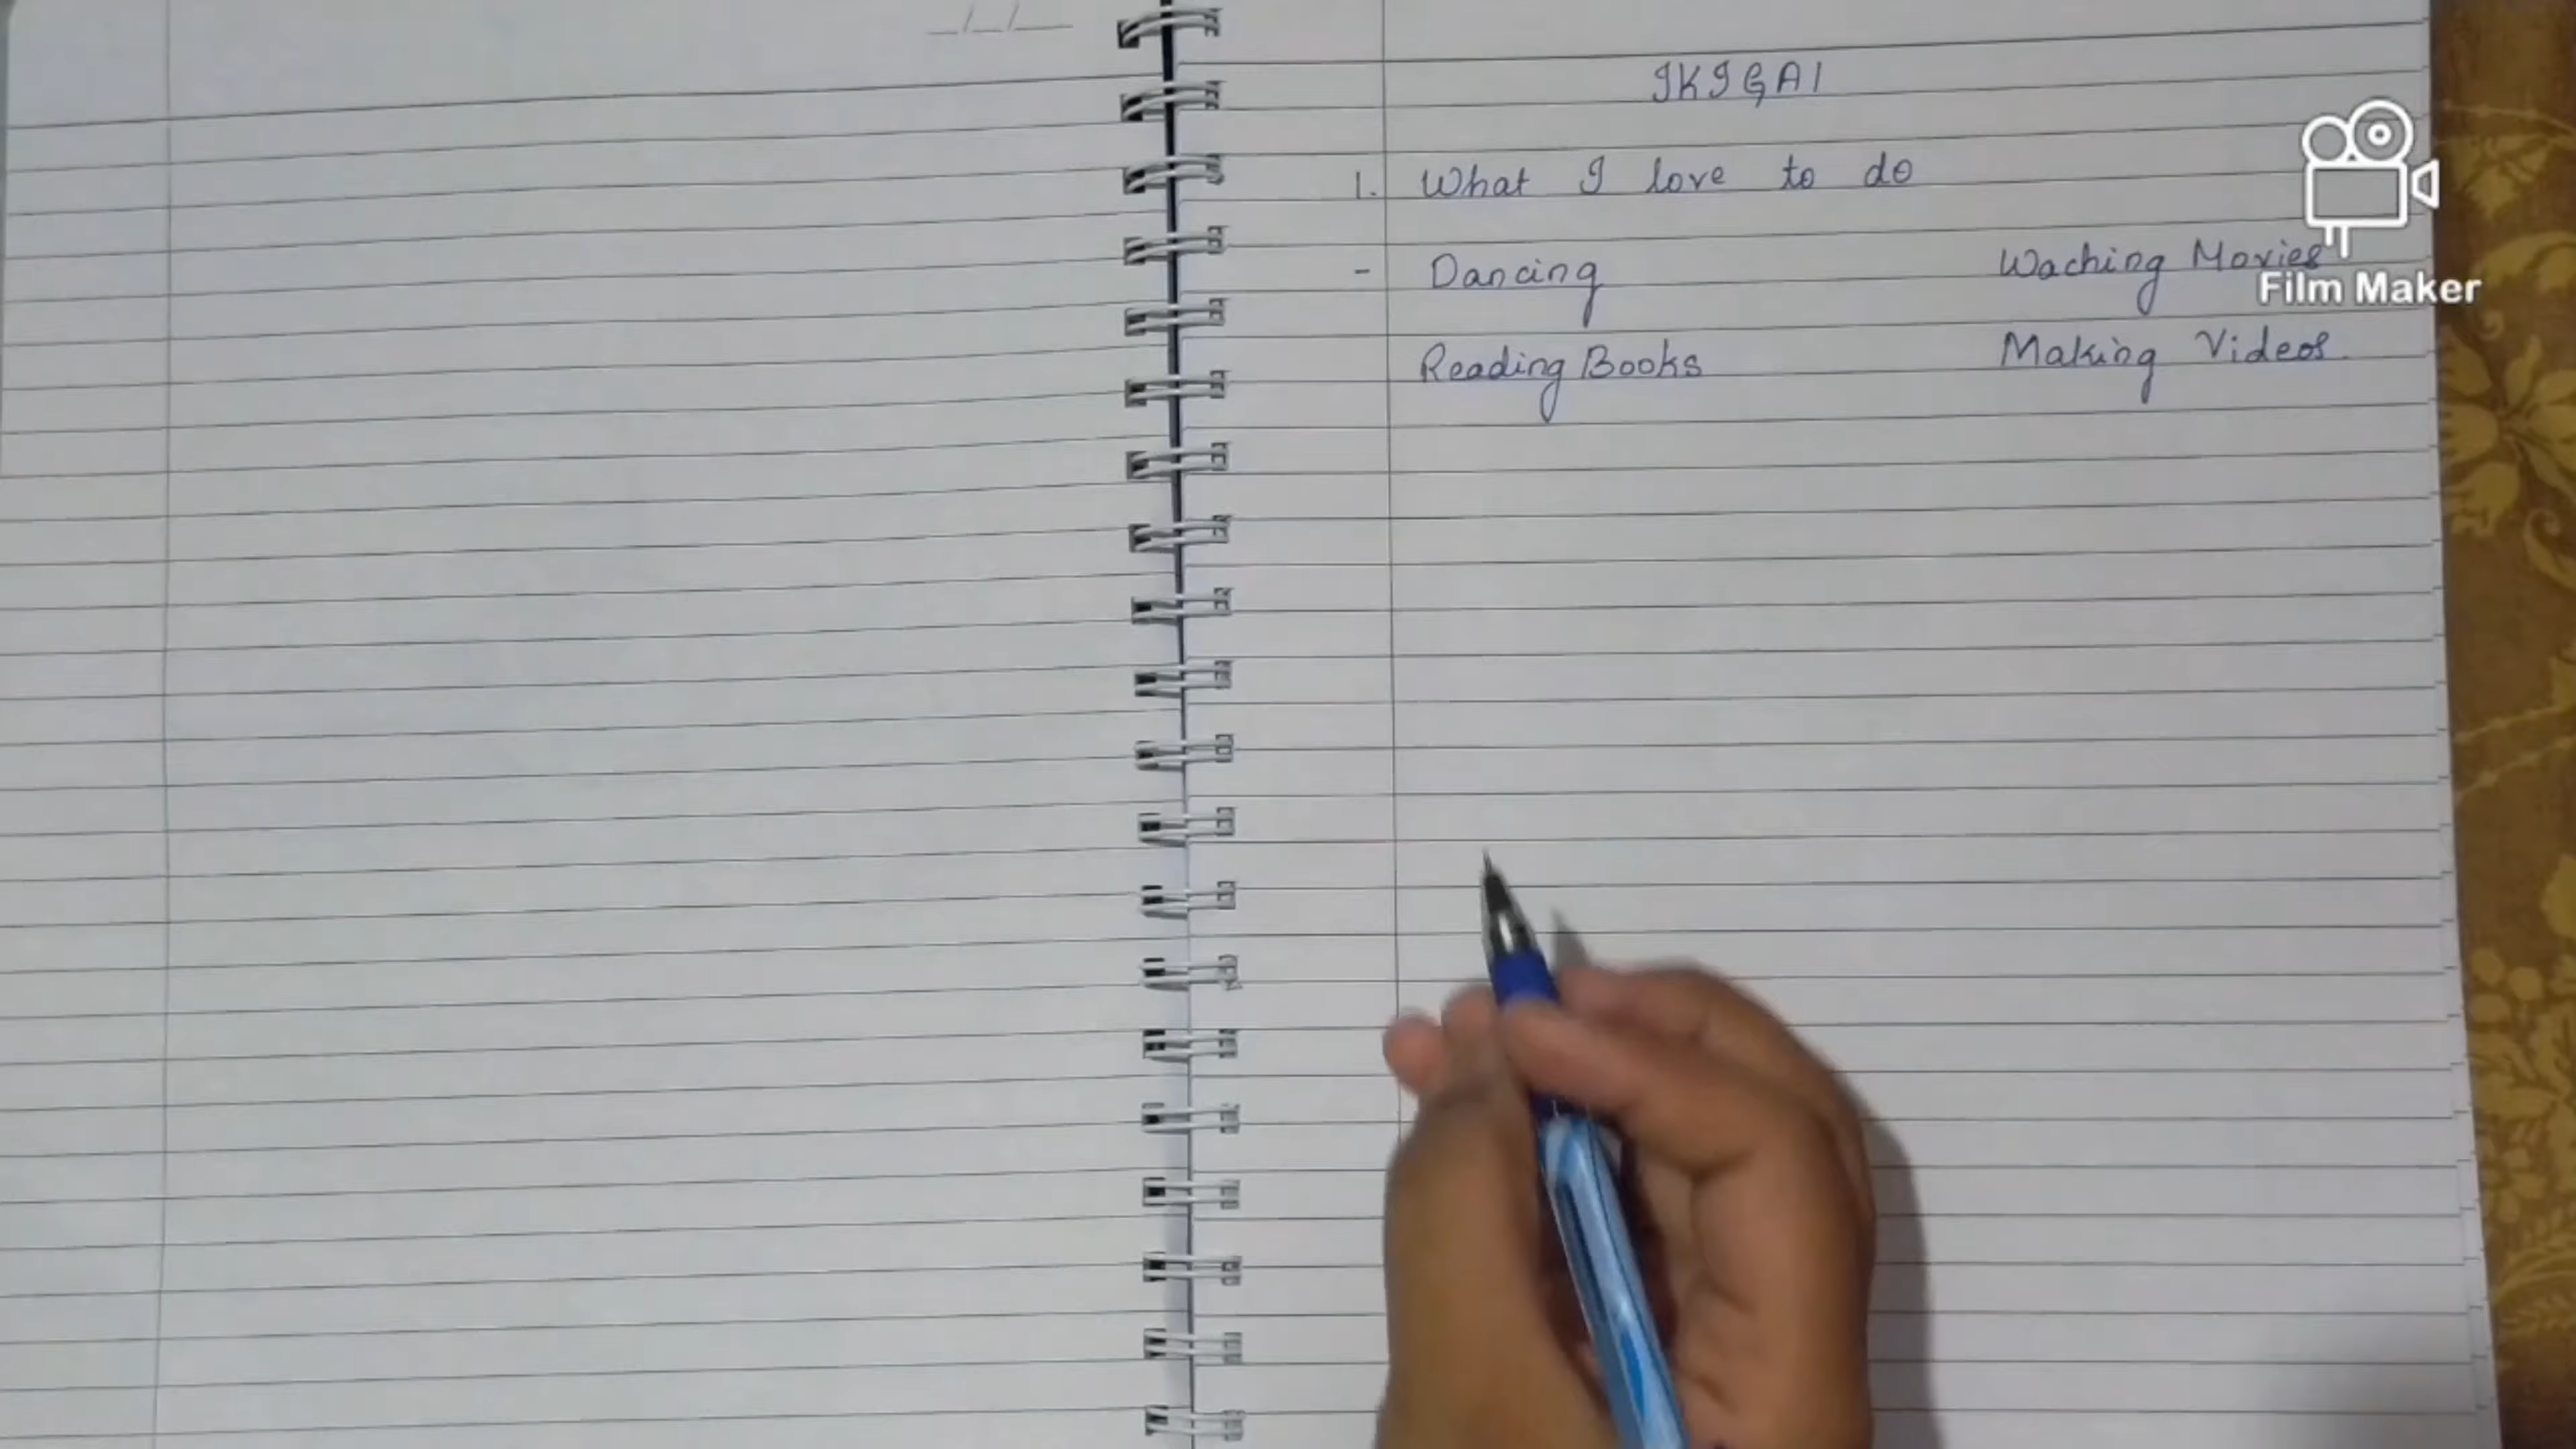 IKIGAI
1. What I love to do
- Dancing Waching Movies
Film Maker
Reading Books Making Videos